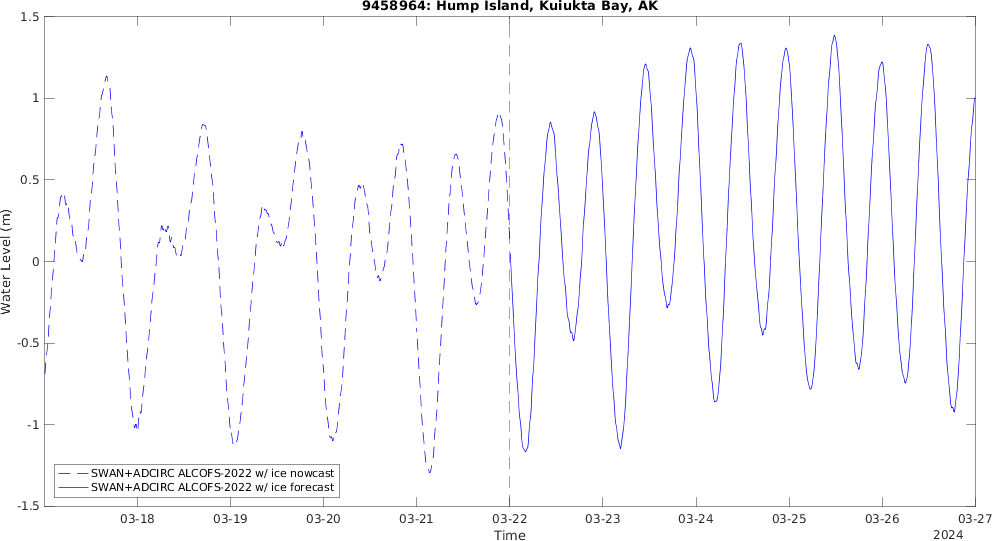 9458964: Hump Island, Kuiukta Bay, AK
1.5
1
0.5
0
-0.5
-1
-1.5
Water Level (m)
SWAN+ADCIRC ALCOFS-2022 w/ ice nowcast
SWAN+ADCIRC ALCOFS-2022 w/ ice forecast
03-18 03-19 03-20 03-21 03-22 03-23 03-24 03-25 03-26 03-27
Time
2024